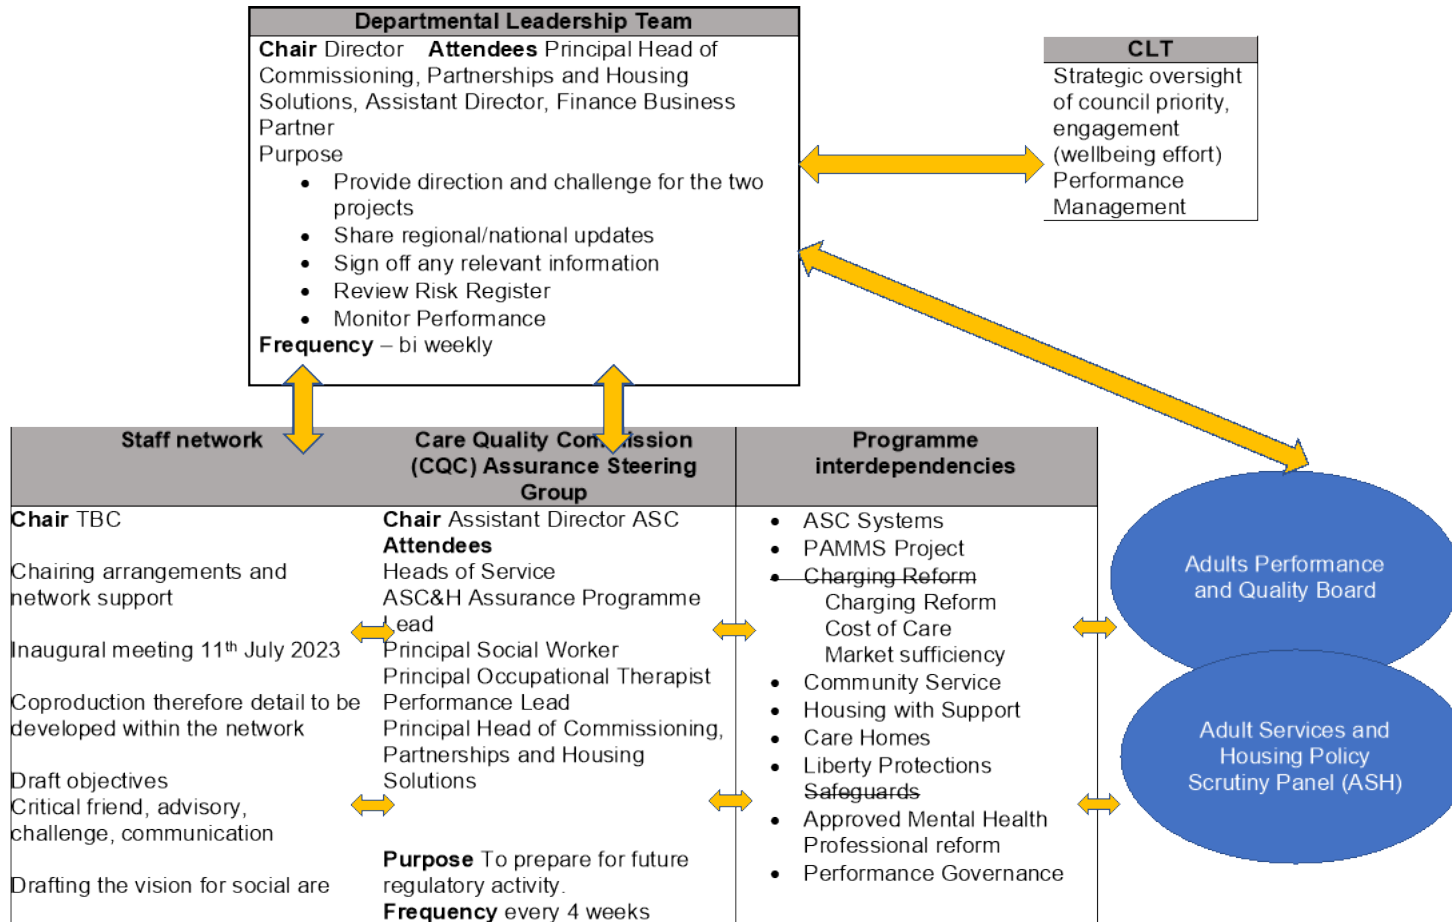 Departmental Leadership Team
Chair Director Attendees Principal Head of
Commissioning, Partnerships and Housing
Solutions, Assistant Director, Finance Business
Partner
Purpose
• Provide direction and challenge for the two
projects
• Share regional/national updates
• Sign off any relevant information
• Review Risk Register
• Monitor Performance
Frequency – bi weekly
CLT
Strategic oversight
of council priority,
engagement
(wellbeing effort)
Performance
Management
Staff network
Chair TBC
Chairing arrangements and
network support
Inaugural meeting 11th July 2023
Coproduction therefore detail to be
developed within the network
Draft objectives
Critical friend, advisory,
challenge, communication
Drafting the vision for social are
Care Quality Commission
(CQC) Assurance Steering
Group
Chair Assistant Director ASC
Attendees
Heads of Service
ASC&H Assurance Programme
Lead
Principal Social Worker
Principal Occupational Therapist
Performance Lead
Principal Head of Commissioning,
Partnerships and Housing
Solutions
Purpose To prepare for future
regulatory activity.
Frequency every 4 weeks
Programme
interdependencies
• ASC Systems
• PAMMS Project
• Charging Reform
Charging Reform
Cost of Care
Market sufficiency
• Community Service
• Housing with Support
• Care Homes
• Liberty Protections
Safeguards
• Approved Mental Health
Professional reform
• Performance Governance
Adults Performance
and Quality Board
Adult Services and
Housing Policy
Scrutiny Panel (ASH)